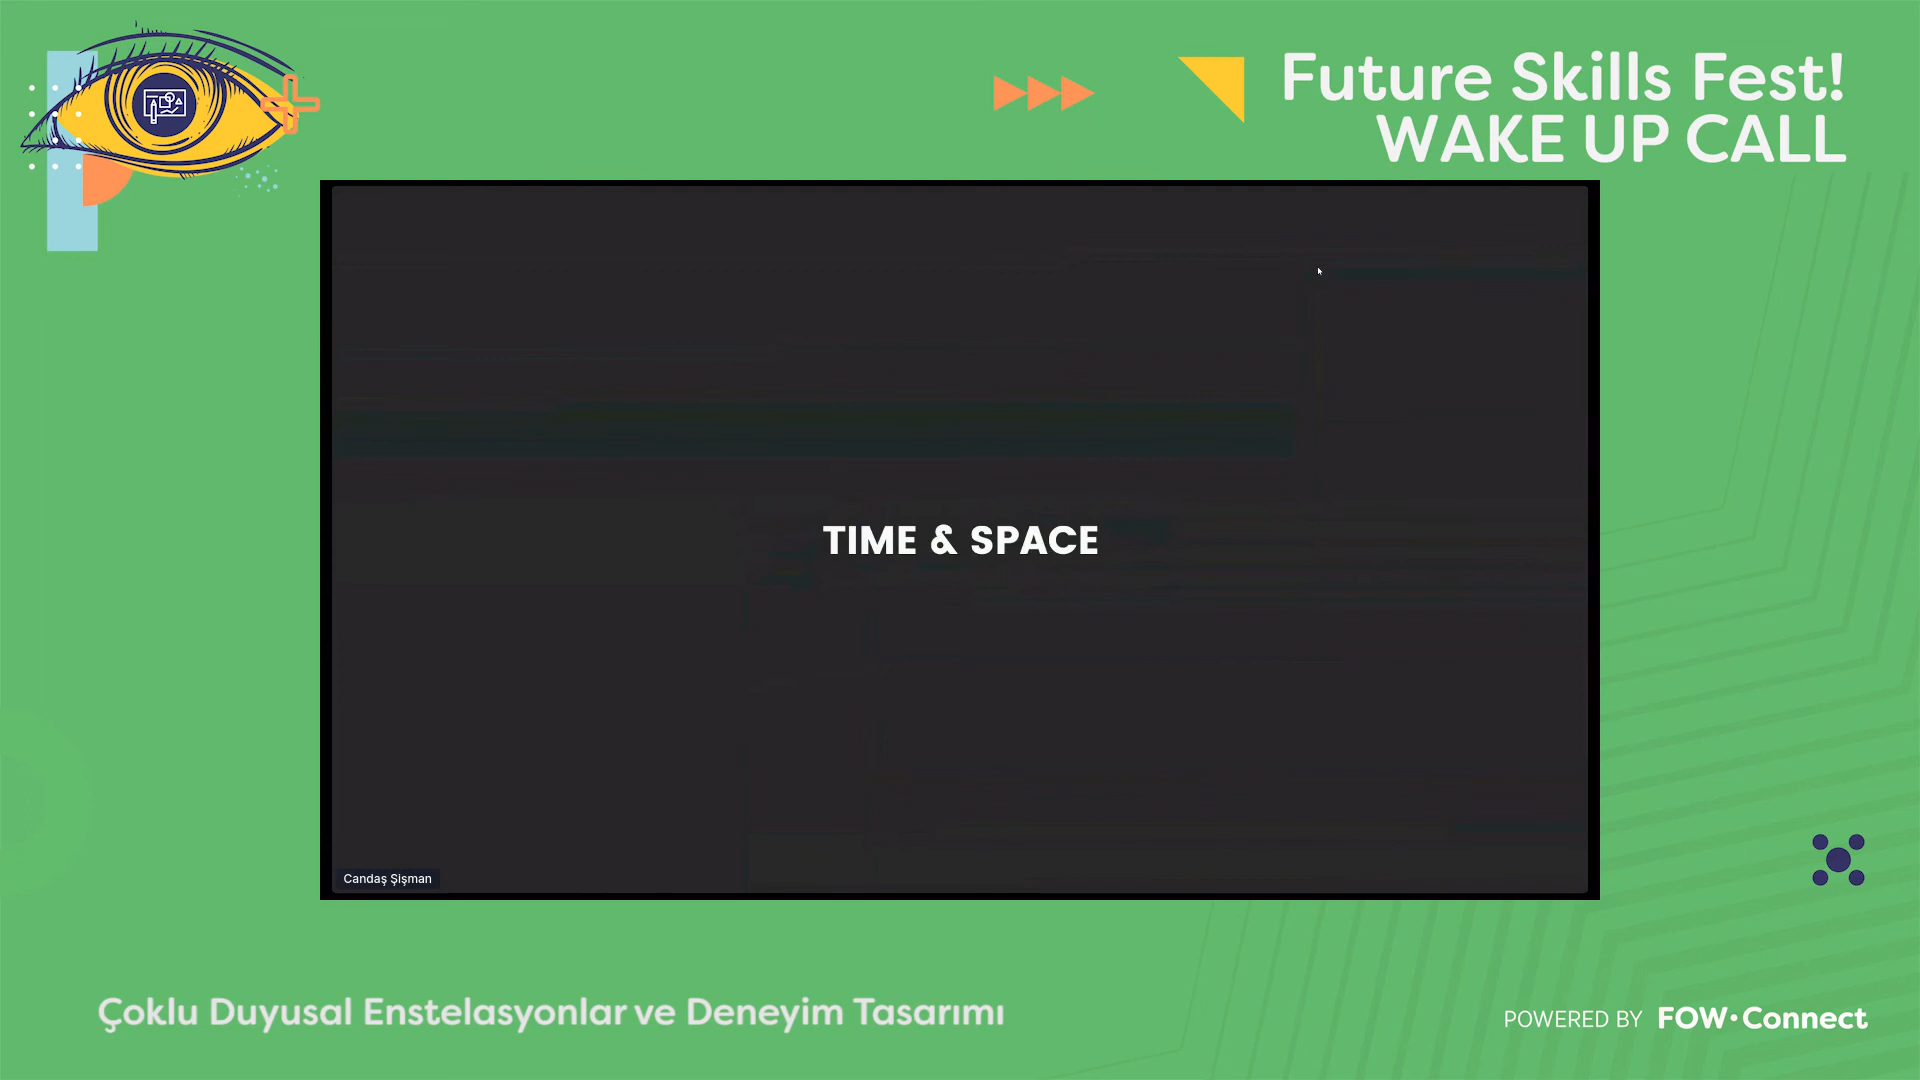 Future Skills Fest!
WAKE UP CALL
TIME & SPACE
Candaş Şişman
Çoklu Duyusal Enstelasyonlar ve Deneyim Tasarımı
POWERED BY FOW·Connect